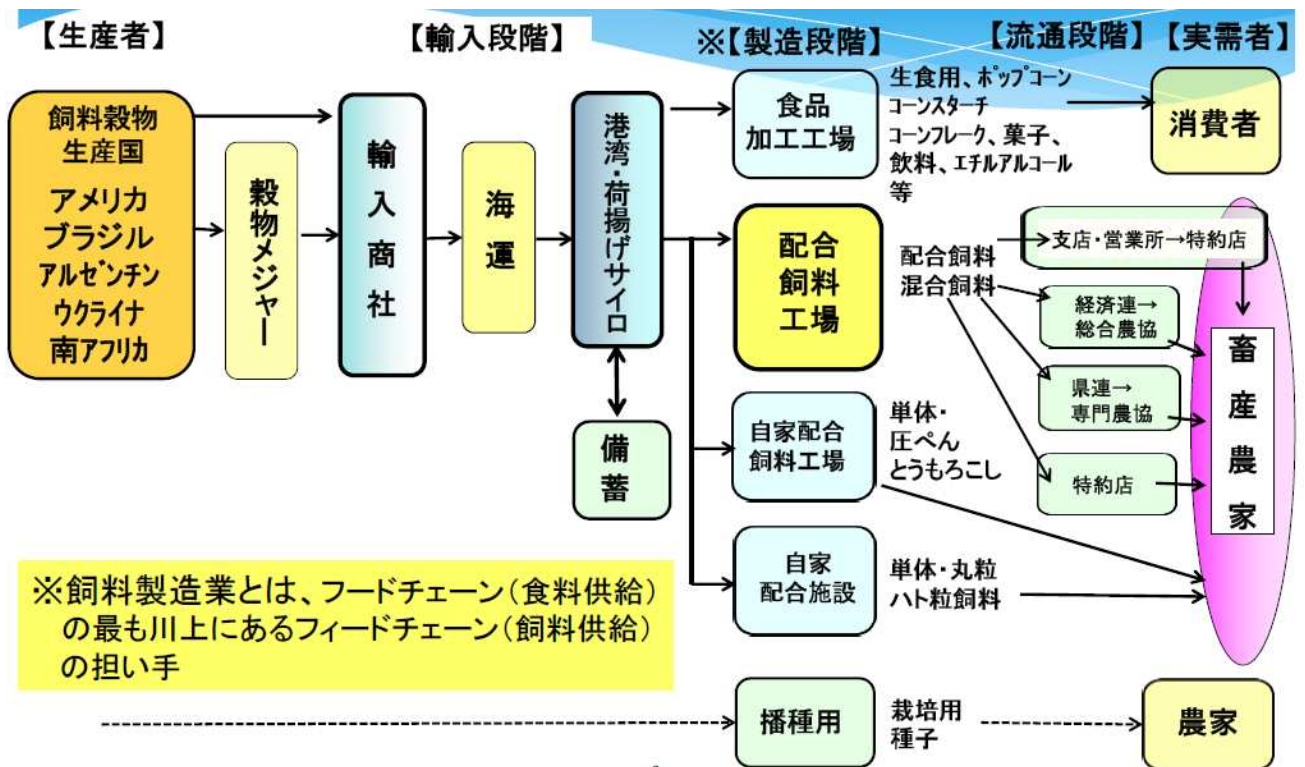 【生産者】
【輸入段階】
※【製造段階】
【流通段階】
【実需者】
飼料穀物
生産国
アメリカ
ブラジル
アルゼンチン
ウクライナ
南アフリカ
穀物メジャー
輸入商社
海運
港湾・荷揚げサイロ
備蓄
食品
加工工場
生食用、ポップコーン
コーンスターチ
コーンフレーク、菓子、
飲料、エチルアルコール
等
消費者
配合
飼料
工場
配合飼料
混合飼料
支店・営業所→特約店
経済連→
総合農協
県連→
専門農協
特約店
畜産農家
自家配合
飼料工場
単体・
圧ぺん
とうもろこし
自家
配合施設
単体・丸粒
ハト粒飼料
※飼料製造業とは、フードチェーン(食料供給)
の最も川上にあるフィードチェーン(飼料供給)
の担い手
播種用
栽培用
種子
農家